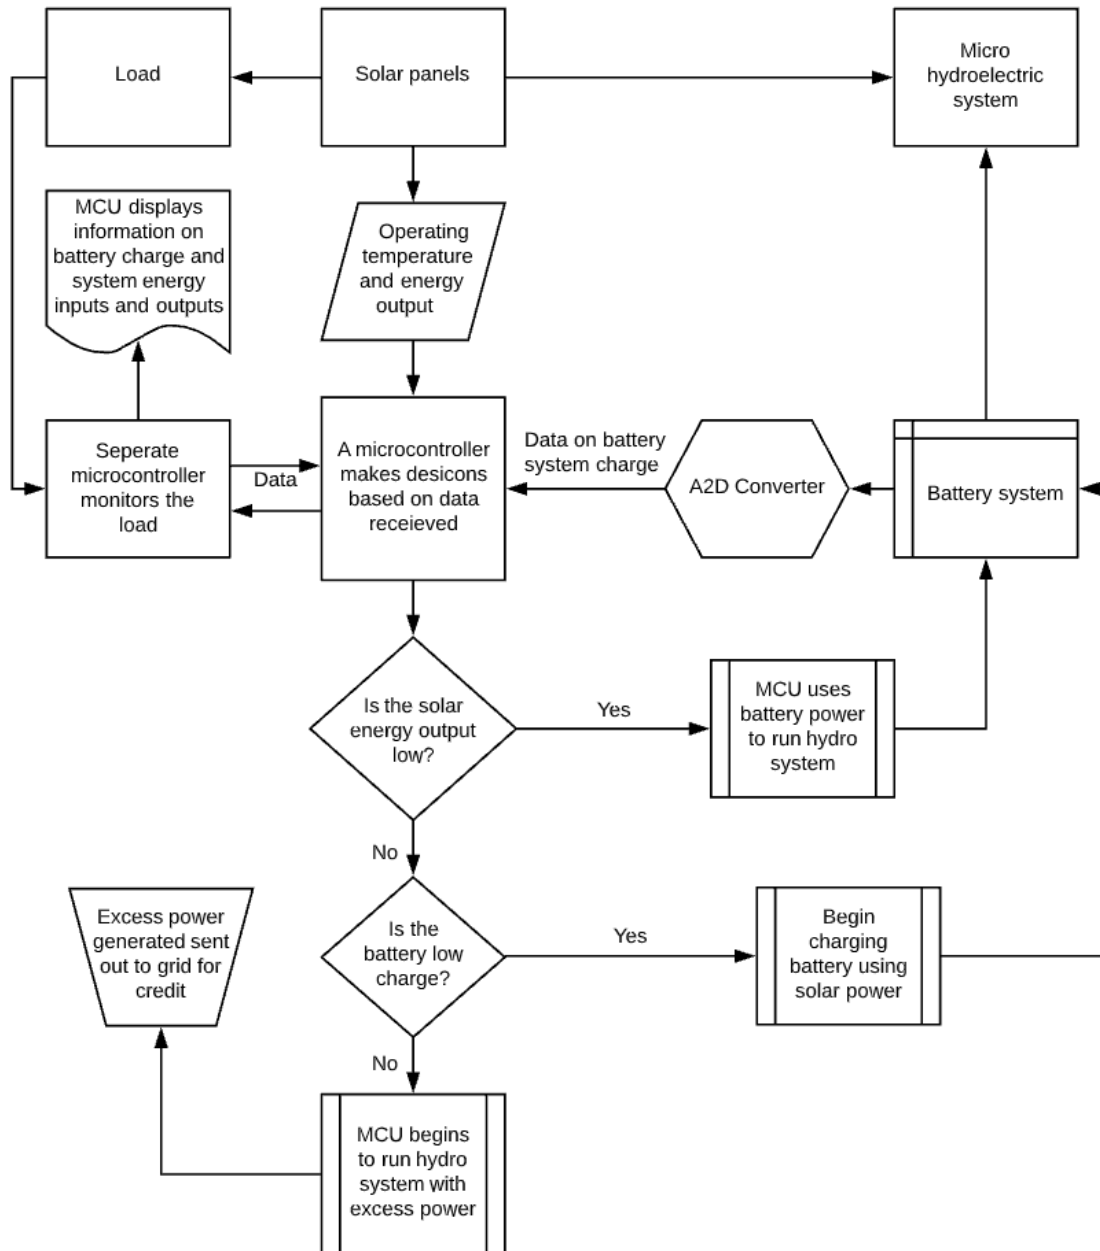 Load
Solar panels
Micro
hydroelectric
system
MCU displays
information on
battery charge and
system energy
inputs and outputs
Operating
temperature
and energy
output
Seperate
microcontroller
monitors the
load
Data
A microcontroller
makes desicons
based on data
receieved
Data on battery
system charge
A2D Converter
Battery system
Is the solar
energy output
low?
Yes
MCU uses
battery power
to run hydro
system
No
Excess power
generated sent
out to grid for
credit
Is the
battery low
charge?
Yes
Begin
charging
battery using
solar power
No
MCU begins
to run hydro
system with
excess power